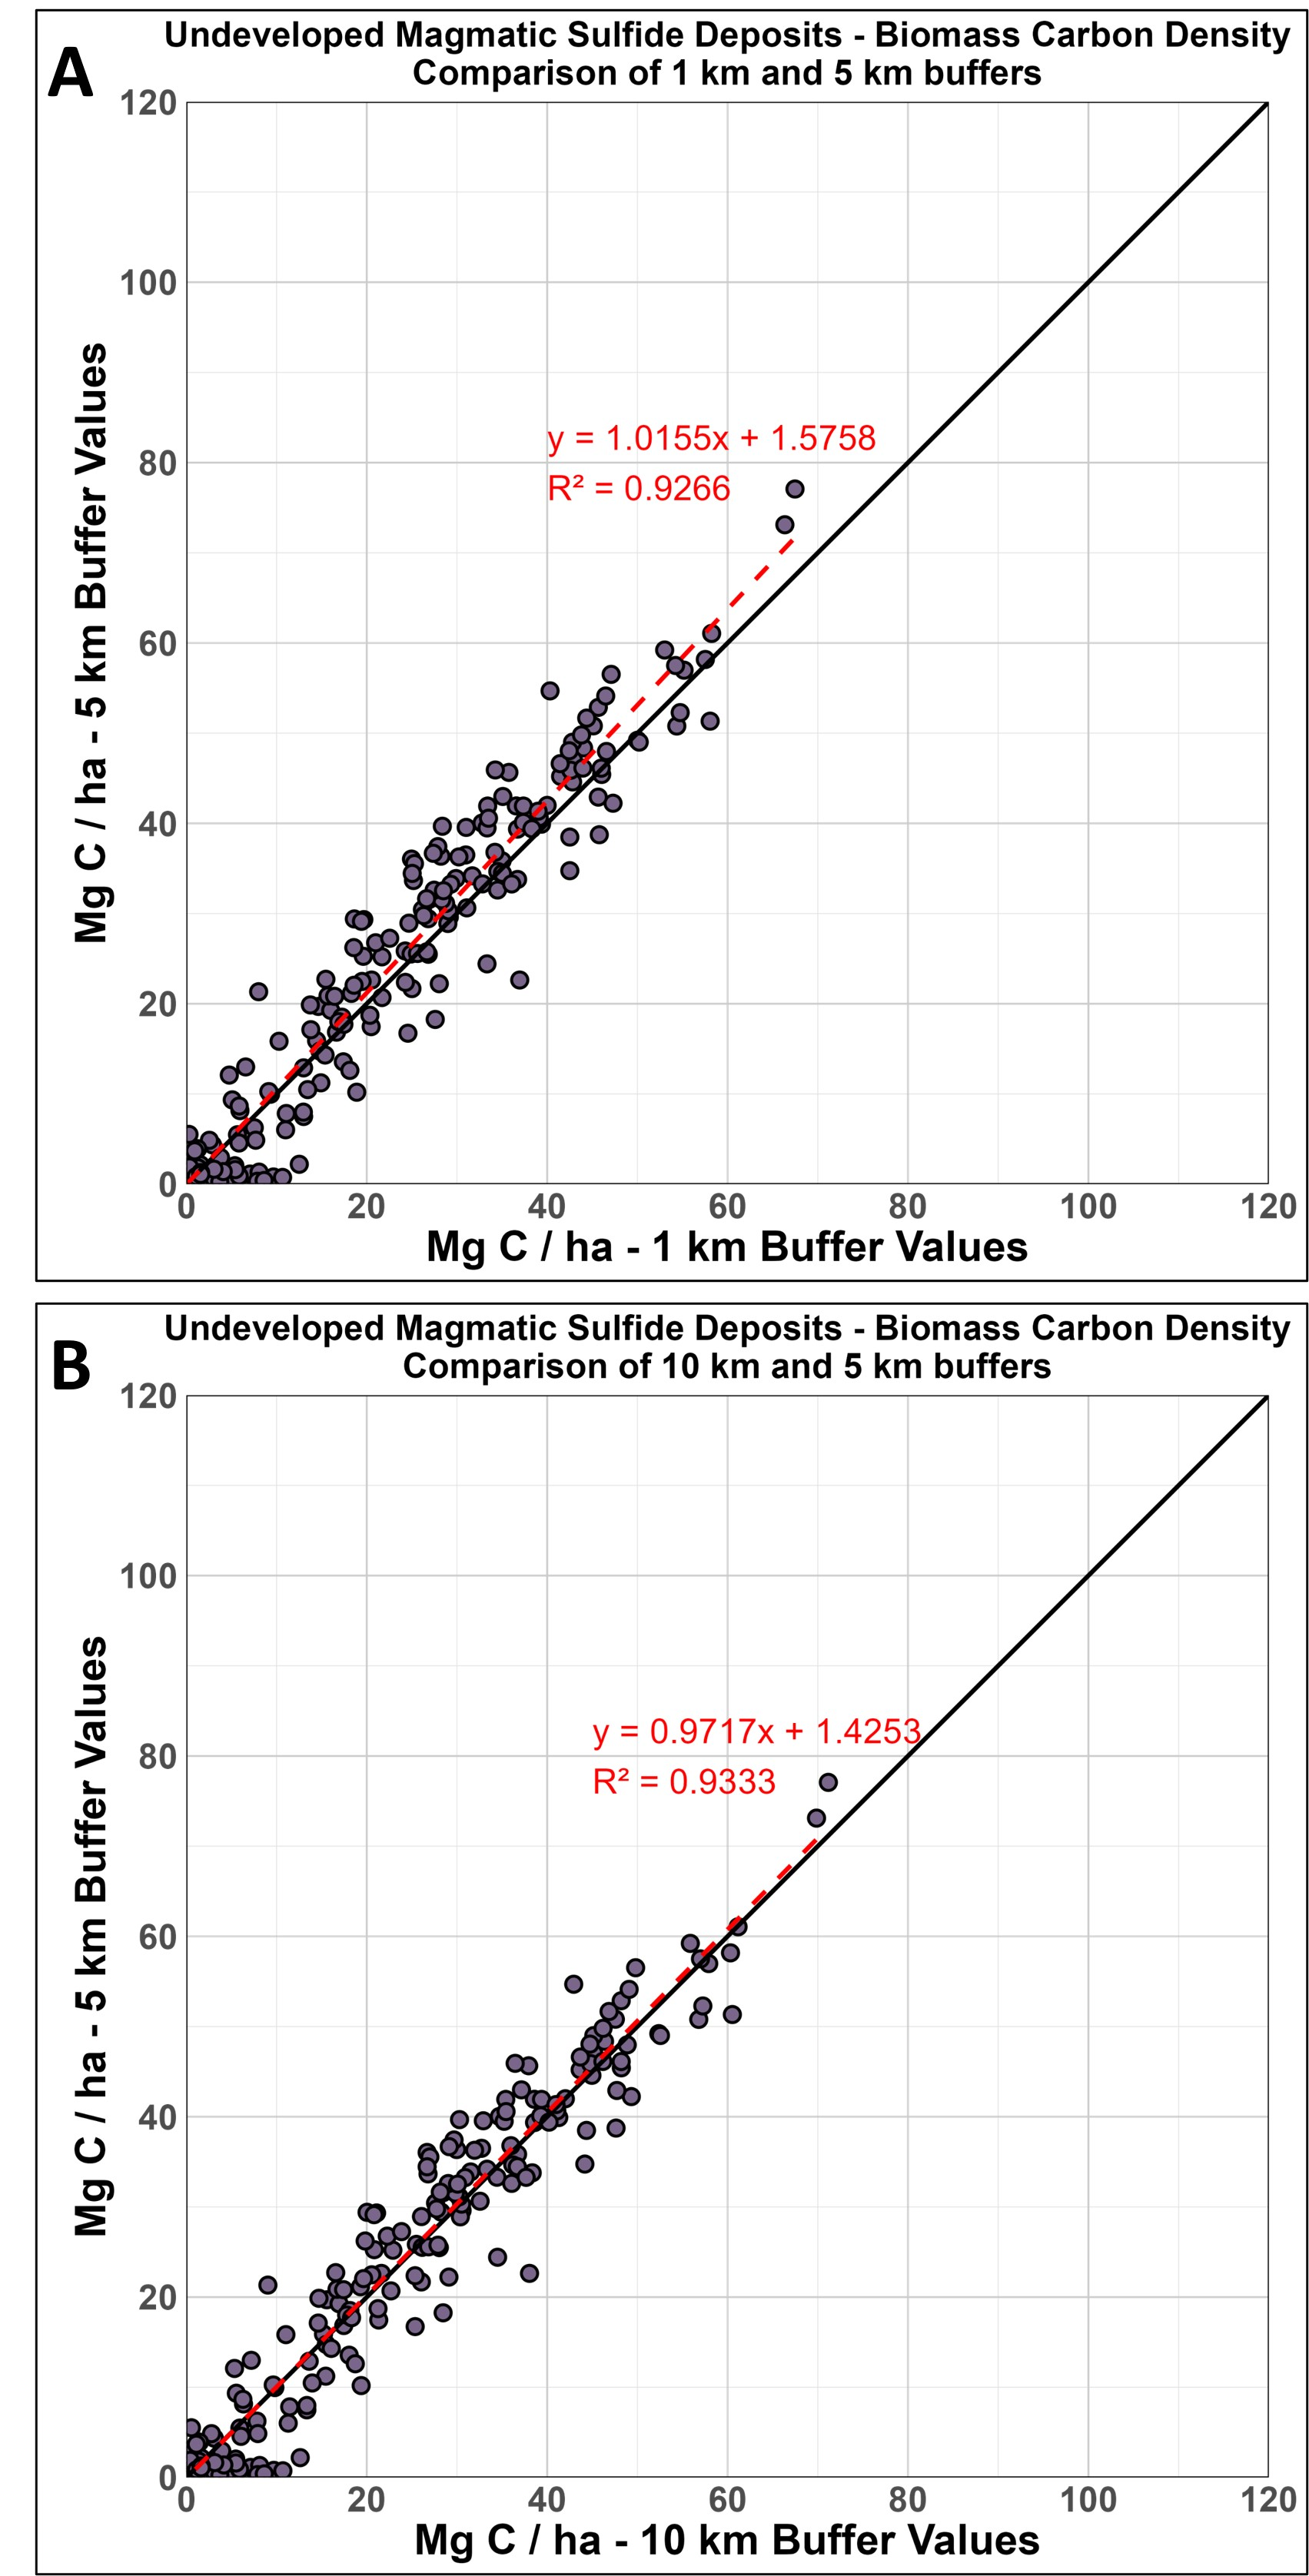 A
Undeveloped Magmatic Sulfide Deposits - Biomass Carbon Density
Comparison of 1 km and 5 km buffers
120
100
80
60
40
20
0
Mg C / ha - 5 km Buffer Values
y = 1.0155x + 1.5758
R² = 0.9266
0 20 40 60 80 100 120
Mg C / ha - 1 km Buffer Values
B
Undeveloped Magmatic Sulfide Deposits - Biomass Carbon Density
Comparison of 10 km and 5 km buffers
120
100
80
60
40
20
0
Mg C / ha - 5 km Buffer Values
y = 0.9717x + 1.4253
R² = 0.9333
0 20 40 60 80 100 120
Mg C / ha - 10 km Buffer Values